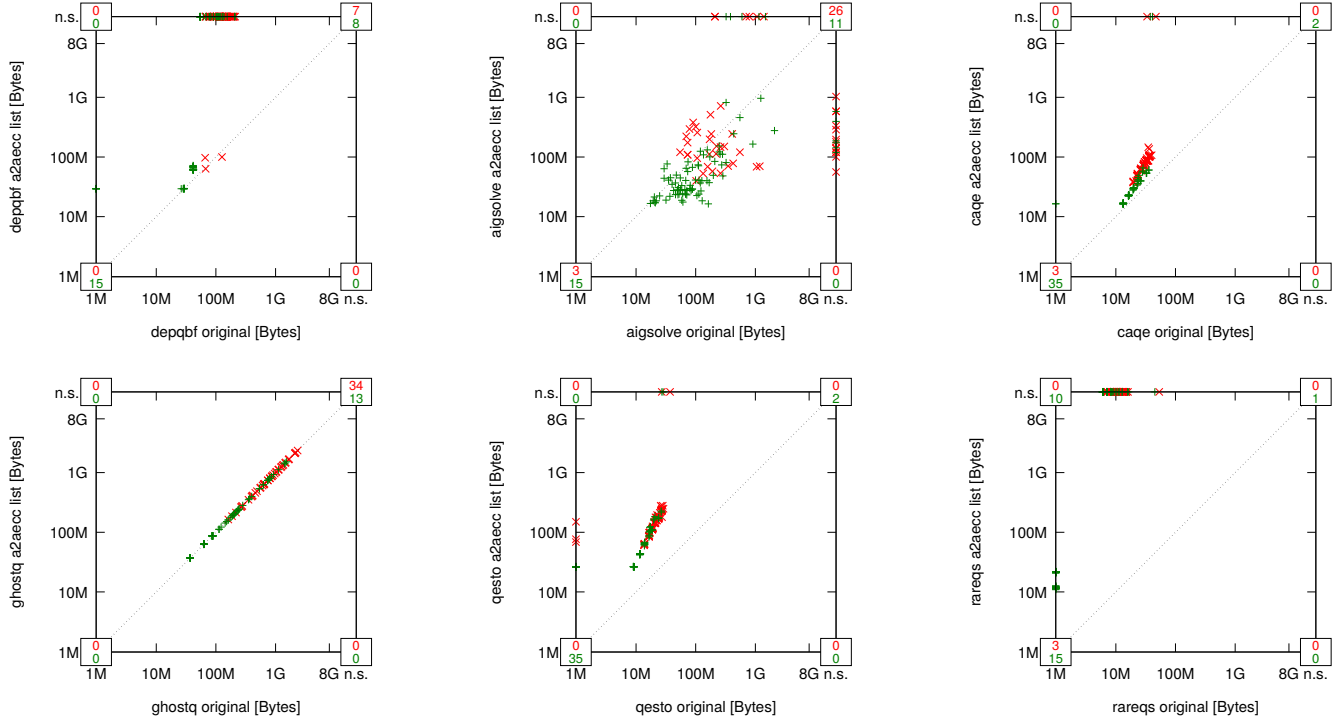 n.s. 0 0 7 8
8G
1G
100M
10M
1M 0 15 0 0
1M 10M 100M 1G 8G n.s.
depqbf a2aecc list [Bytes]
depqbf original [Bytes]
n.s. 0 0 26 11
8G
1G
100M
10M
1M 3 15 0 0
1M 10M 100M 1G 8G n.s.
aigsolve a2aecc list [Bytes]
aigsolve original [Bytes]
n.s. 0 0 0 2
8G
1G
100M
10M
1M 3 35 0 0
1M 10M 100M 1G 8G n.s.
caqe a2aecc list [Bytes]
caqe original [Bytes]
n.s. 0 0 34 13
8G
1G
100M
10M
1M 0 0 0 0
1M 10M 100M 1G 8G n.s.
ghostq a2aecc list [Bytes]
ghostq original [Bytes]
n.s. 0 0 0 2
8G
1G
100M
10M
1M 0 35 0 0
1M 10M 100M 1G 8G n.s.
qesto a2aecc list [Bytes]
qesto original [Bytes]
n.s. 0 10 0 1
8G
1G
100M
10M
1M 3 15 0 0
1M 10M 100M 1G 8G n.s.
rareqs a2aecc list [Bytes]
rareqs original [Bytes]